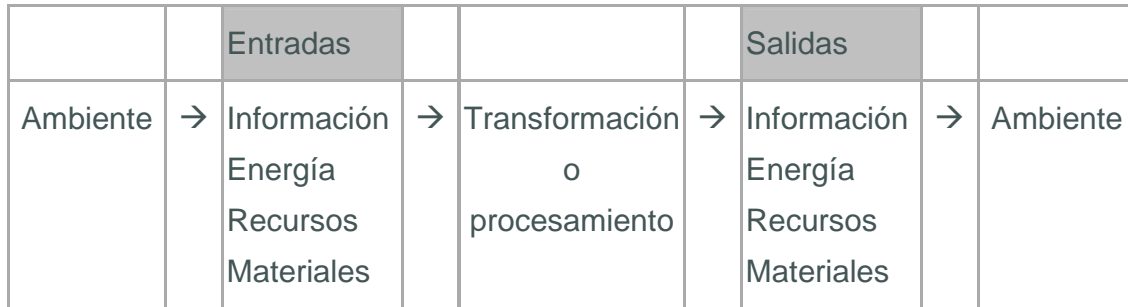 Entradas Salidas
Ambiente → Información → Transformación → Información → Ambiente
Energía o Energía
Recursos procesamiento Recursos
Materiales Materiales